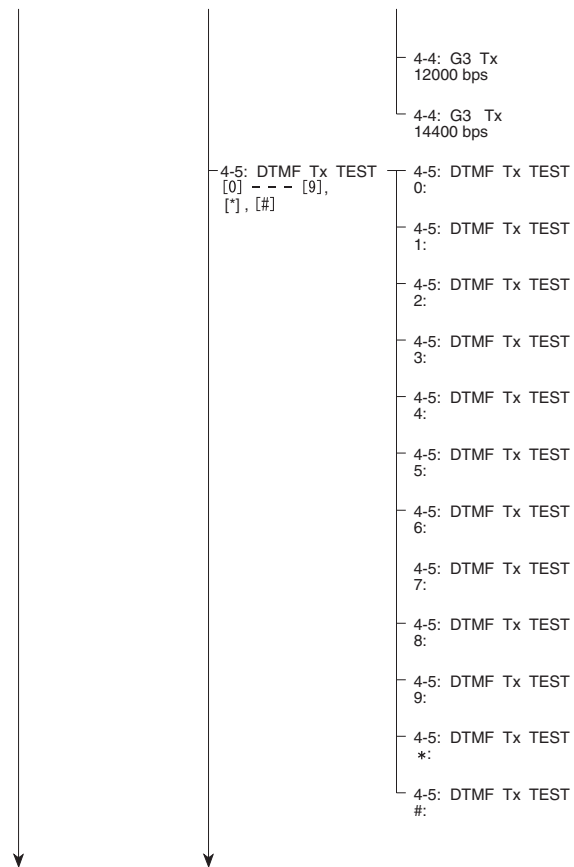 4-4: G3 Tx
12000 bps
4-4: G3 Tx
14400 bps
4-5: DTMF Tx TEST
[0] – – – [9],
[*] , [#]
4-5: DTMF Tx TEST
0:
4-5: DTMF Tx TEST
1:
4-5: DTMF Tx TEST
2:
4-5: DTMF Tx TEST
3:
4-5: DTMF Tx TEST
4:
4-5: DTMF Tx TEST
5:
4-5: DTMF Tx TEST
6:
4-5: DTMF Tx TEST
7:
4-5: DTMF Tx TEST
8:
4-5: DTMF Tx TEST
9:
4-5: DTMF Tx TEST
*:
4-5: DTMF Tx TEST
#: